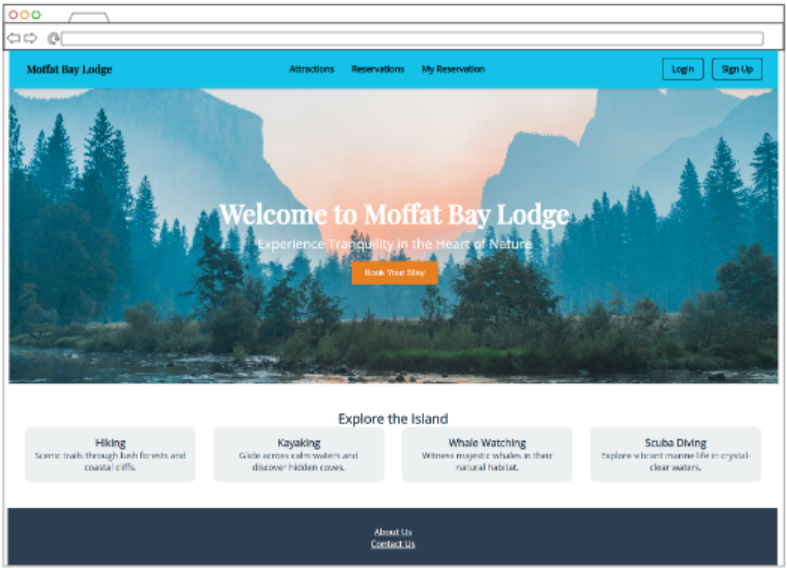 Moffat Bay Lodge
Attractions Reservations My Reservation
Login Sign Up
Welcome to Moffat Bay Lodge
Experience Tranquility in the Heart of Nature
Book Your Stay
Explore the Island
Hiking
Scenic trails through lush forests and
coastal cliffs.
Kayaking
Glide across calm waters and
discover hidden coves.
Whale Watching
Witness majestic whales in their
natural habitat.
Scuba Diving
Explore vibrant marine life in crystal-
clear waters.
About Us
Contact Us